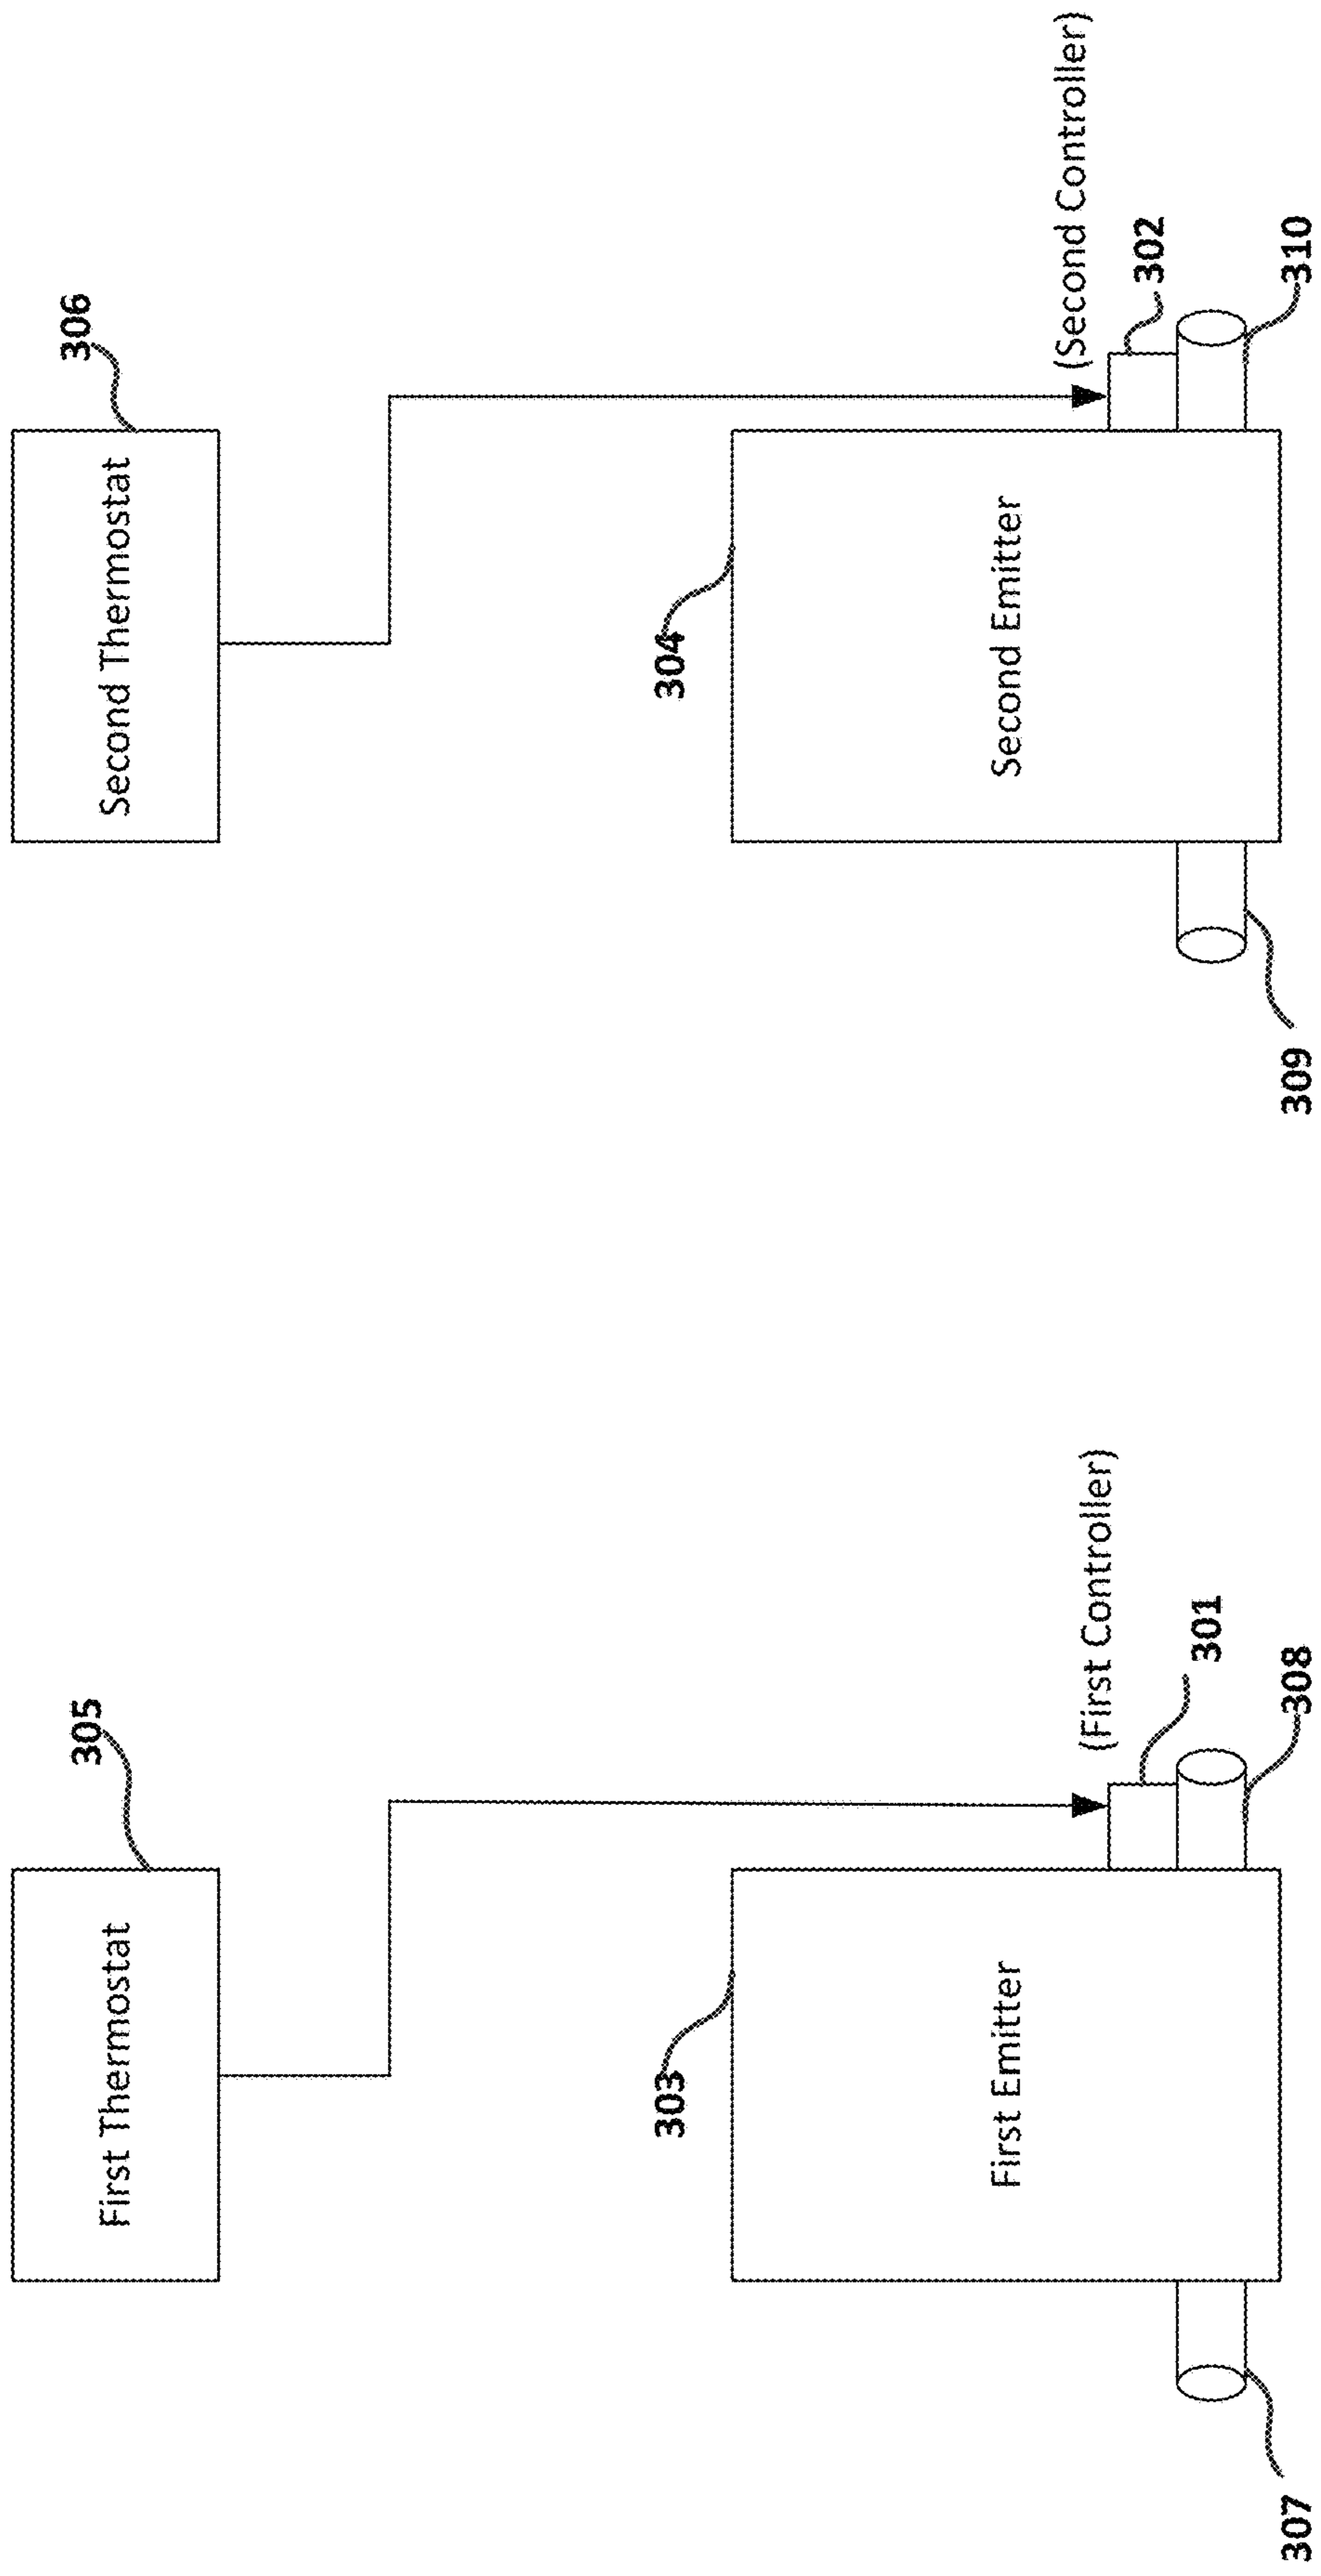 305
306
First Thermostat
Second Thermostat
303
304
First Emitter
Second Emitter
(First Controller)
(Second Controller)
301
302
307
308
309
310